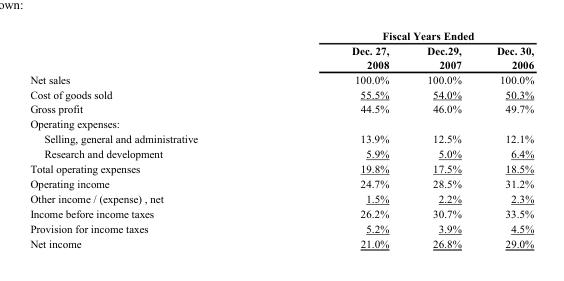 own:
Fiscal Years Ended
Dec. 27, Dec.29, Dec. 30,
2008 2007 2006
Net sales 100.0% 100.0% 100.0%
Cost of goods sold 55.5% 54.0% 50.3%
Gross profit 44.5% 46.0% 49.7%
Operating expenses:
Selling, general and administrative 13.9% 12.5% 12.1%
Research and development 5.9% 5.0% 6.4%
Total operating expenses 19.8% 17.5% 18.5%
Operating income 24.7% 28.5% 31.2%
Other income / (expense) , net 1.5% 2.2% 2.3%
Income before income taxes 26.2% 30.7% 33.5%
Provision for income taxes 5.2% 3.9% 4.5%
Net income 21.0% 26.8% 29.0%